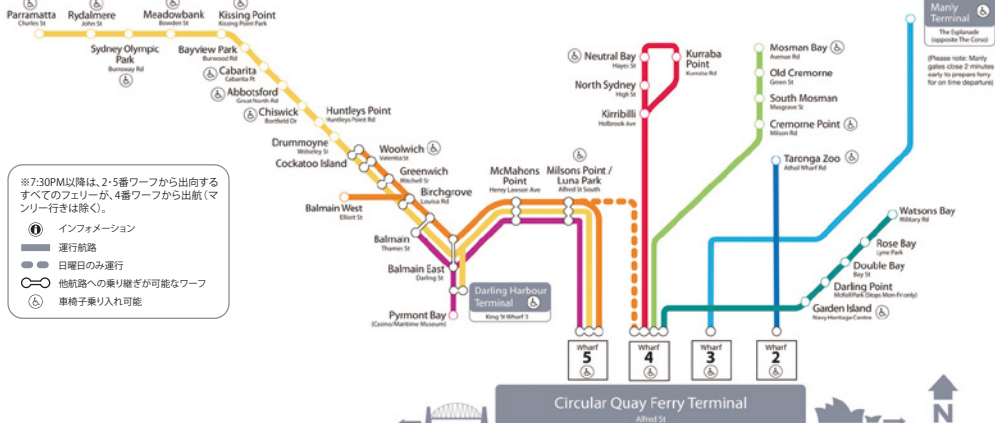 Parramatta
Charles St
Rydalmere
John St
Meadowbank
Bowden St
Kissing Point
Kissing Point Park
Sydney Olympic
Park
Burroway Rd
Bayview Park
Burwood Rd
Cabarita
Cabarita Pt
Abbotsford
Great North Rd
Chiswick
Bortfield Dr
Huntleys Point
Huntleys Point Rd
Drummoyne
Wolseley St
Cockatoo Island
Woolwich
Valentia St
Greenwich
Mitchell St
Birchgrove
Louisa Rd
Balmain West
Elliott St
Balmain
Thames St
Balmain East
Darling St
Darling Harbour
Terminal
King St Wharf 3
Pyrmont Bay
(Casino/Maritime Museum)
McMahons
Point
Henry Lawson Ave
Milsons Point /
Luna Park
Alfred St South
Neutral Bay
Hayes St
Kurraba
Point
Kurraba Rd
North Sydney
High St
Kirribilli
Holbrook Ave
Mosman Bay
Avenue Rd
Old Cremorne
Green St
South Mosman
Musgrave St
Cremorne Point
Milson Rd
Taronga Zoo
Athol Wharf Rd
Manly
Terminal
The Esplanade
(opposite The Corso)
(Please note: Manly
gates close 2 minutes
early to prepare ferry
for on time departure)
Watsons Bay
Military Rd
Rose Bay
Lyne Park
Double Bay
Bay St
Darling Point
McKell Park (Stops Mon-Fri only)
Garden Island
Navy Heritage Centre
※7:30PM以降は、2・5番ワーフから出向する
すべてのフェリーが、4番ワーフから出航(マ
ンリー行きは除く)。
インフォメーション
運行航路
日曜日のみ運行
他航路への乗り継ぎが可能なワーフ
車椅子乗り入れ可能
Wharf
5
Wharf
4
Wharf
3
Wharf
2
Circular Quay Ferry Terminal
Alfred St
N